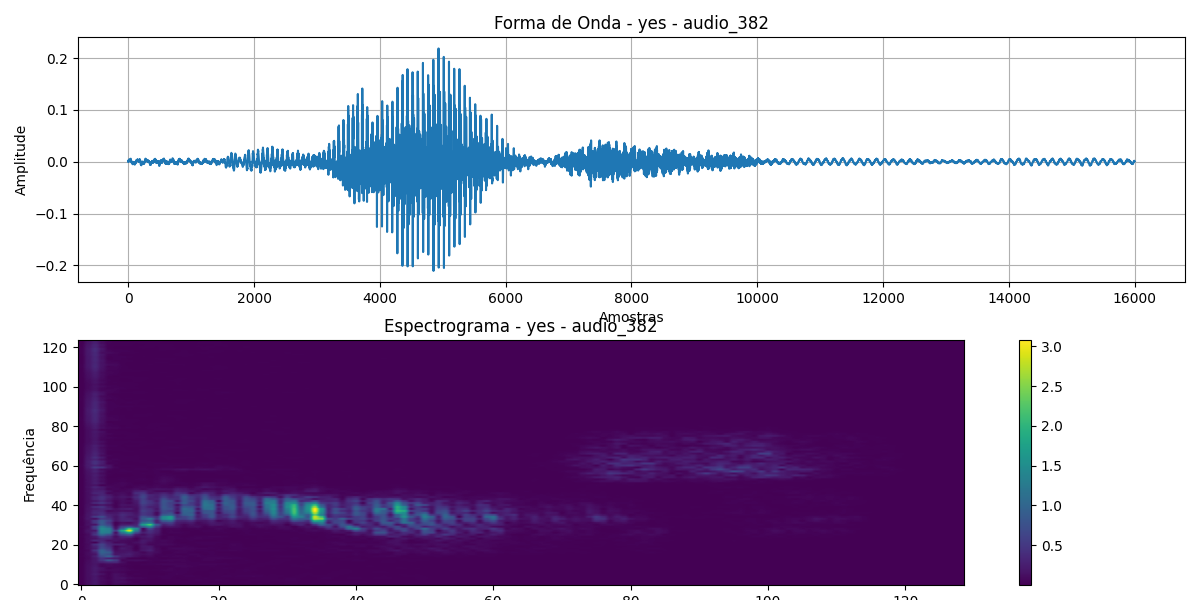 Forma de Onda - yes - audio_382
0.2
0.1
0.0
−0.1
−0.2
Amplitude
0 2000 4000 6000 8000 10000 12000 14000 16000
Amostras
Espectrograma - yes - audio_382
120
100
80
60
40
20
0
Frequência
3.0
2.5
2.0
1.5
1.0
0.5
0 20 40 60 80 100 120